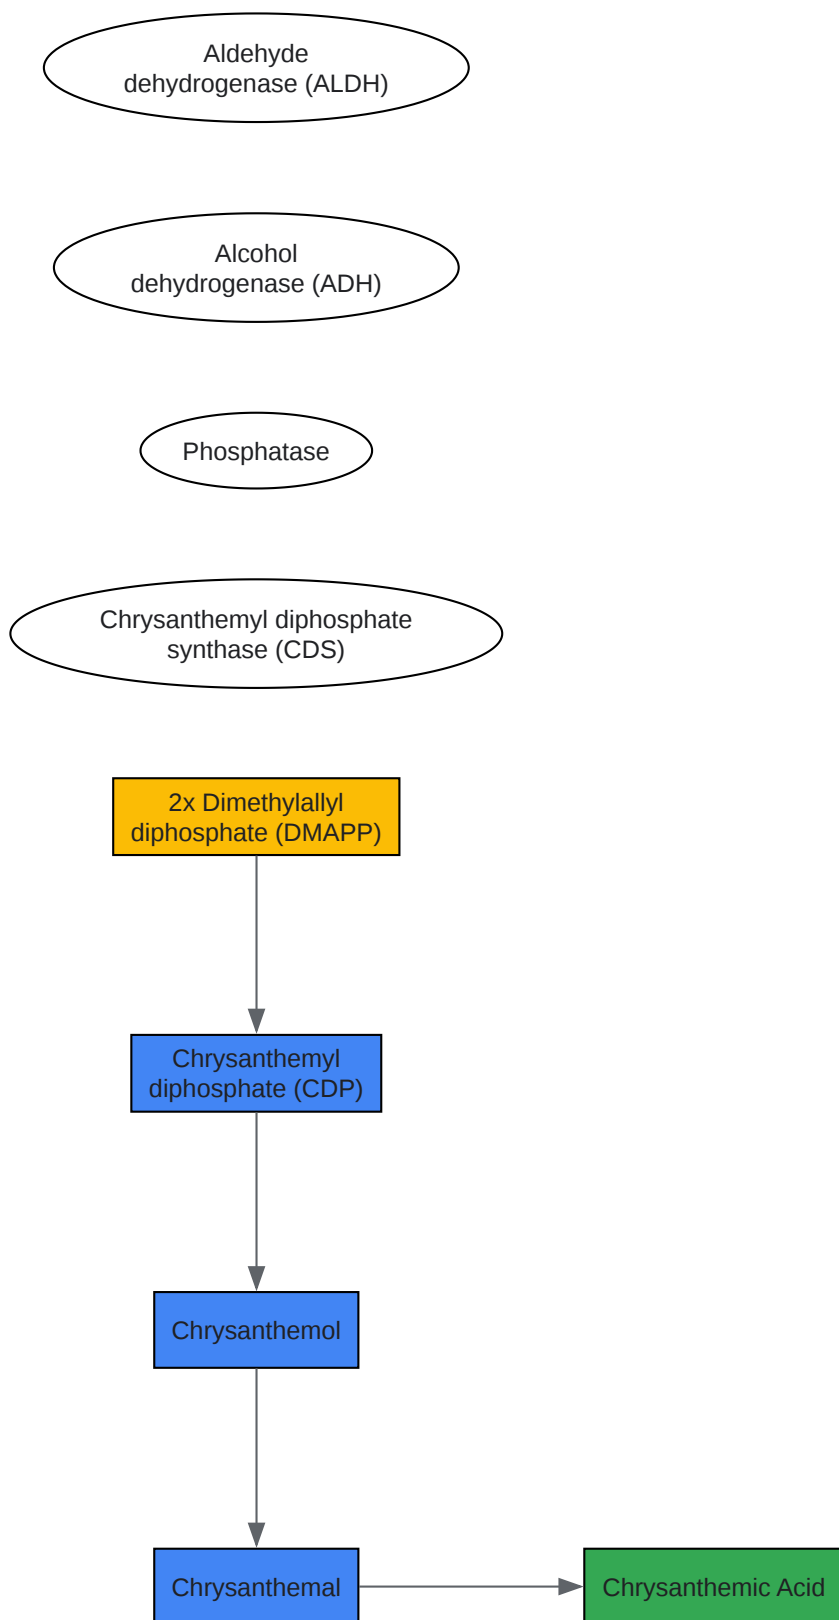 Aldehyde
dehydrogenase (ALDH)
Alcohol
dehydrogenase (ADH)
Phosphatase
Chrysanthemyl diphosphate
synthase (CDS)
2x Dimethylallyl
diphosphate (DMAPP)
Chrysanthemyl
diphosphate (CDP)
Chrysanthemol
Chrysanthemal
Chrysanthemic Acid